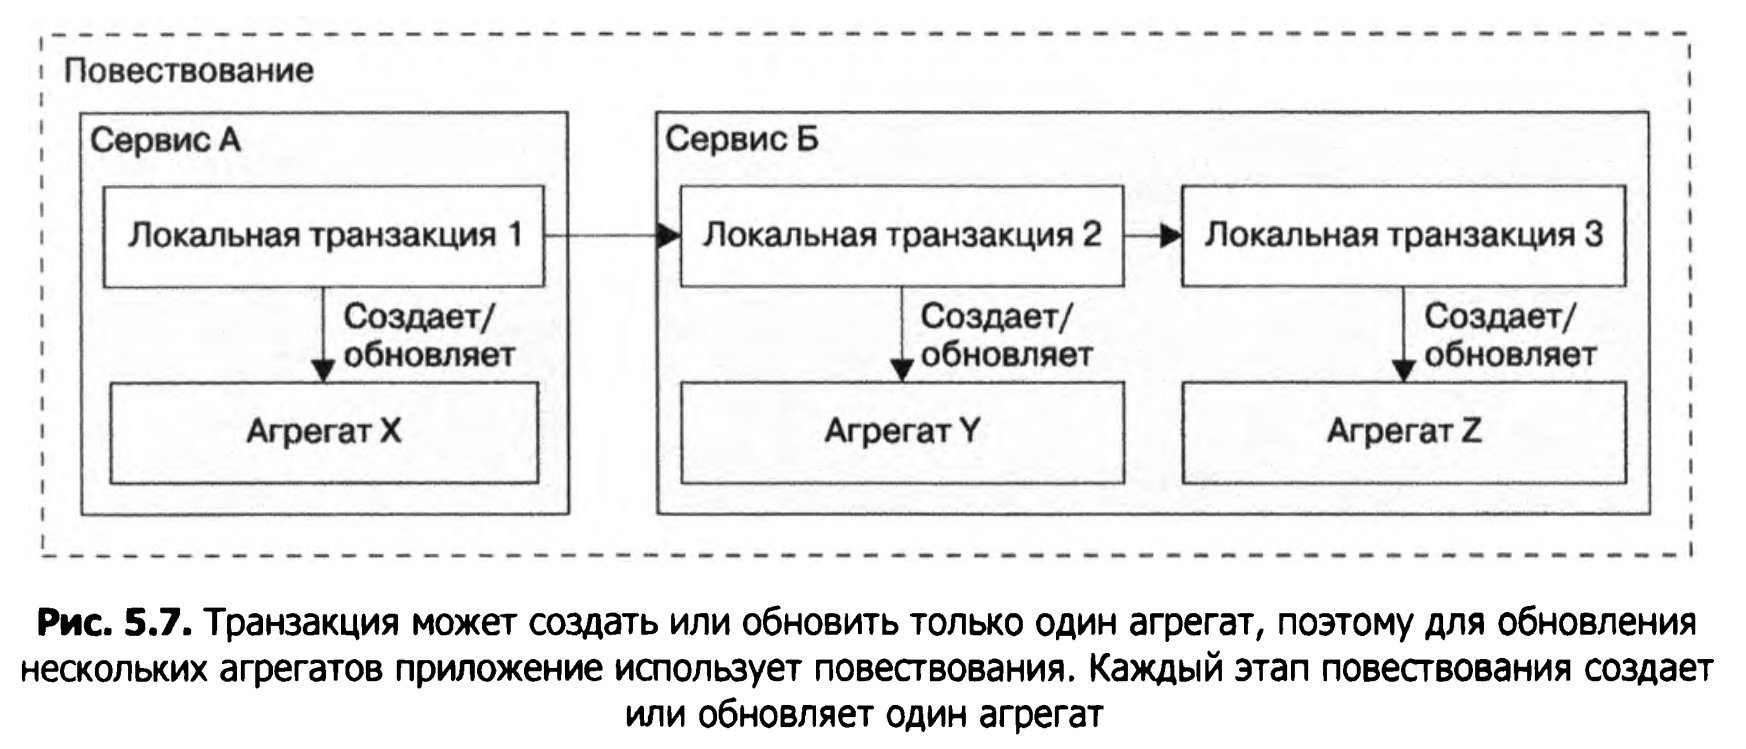 Повествование
Сервис А
Сервис Б
Локальная транзакция 1
Локальная транзакция 2
Локальная транзакция 3
Создает/
обновляет
Создает/
обновляет
Создает/
обновляет
Агрегат X
Агрегат Y
Агрегат Z
Рис. 5.7. Транзакция может создать или обновить только один агрегат, поэтому для обновления
нескольких агрегатов приложение использует повествования. Каждый этап повествования создает
или обновляет один агрегат